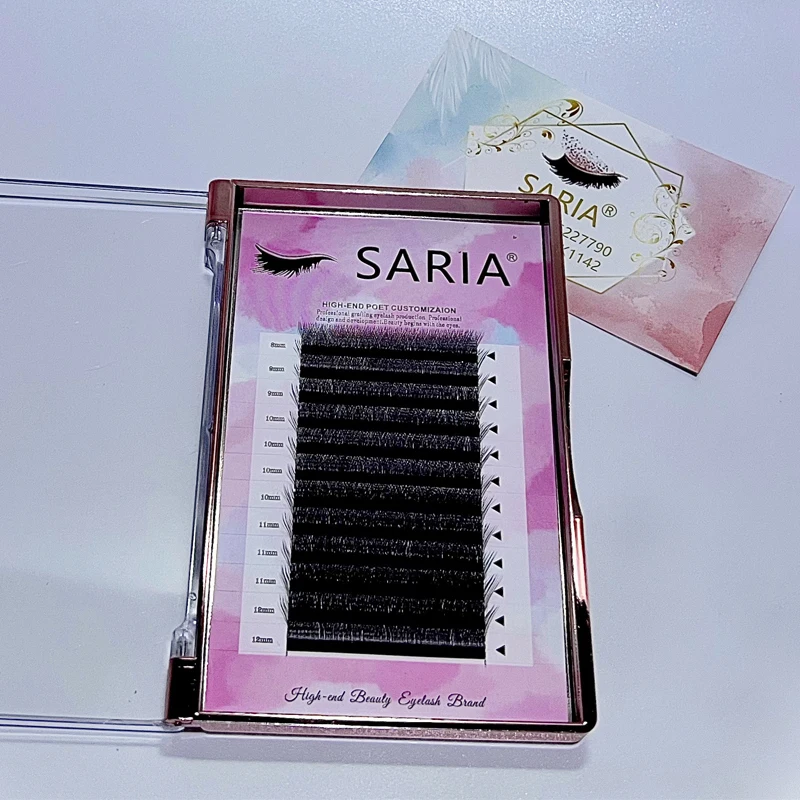 SARIA®
227790
1142
SARIA®
HIGH-END POET CUSTOMIZAION
Professional grafting eyelash production. Professional
design and development.Beauty begins with the eyes.
8mm
9mm
10mm
10mm
10mm
10mm
11mm
11mm
11mm
12mm
12mm
High-end Beauty Eyelash Brand